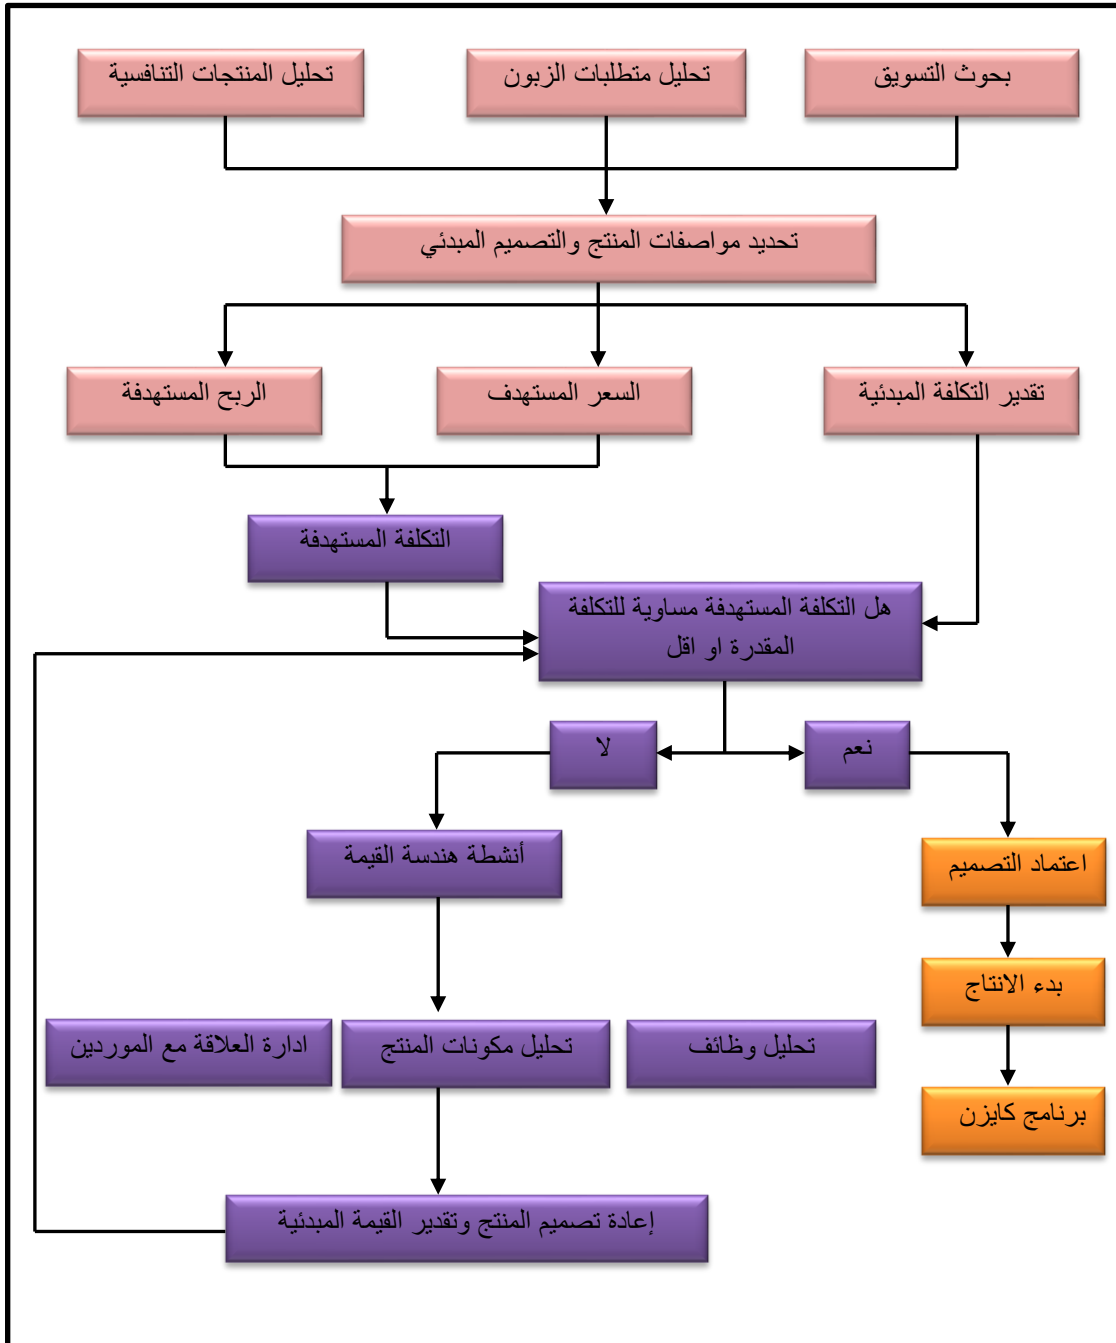 بحوث التسويق
تحليل متطلبات الزبون
تحليل المنتجات التنافسية
تحديد مواصفات المنتج والتصميم المبدئي
تقدير التكلفة المبدئية
السعر المستهدف
الربح المستهدفة
التكلفة المستهدفة
هل التكلفة المستهدفة مساوية للتكلفة
المقدرة او اقل
نعم
لا
أنشطة هندسة القيمة
اعتماد التصميم
بدء الانتاج
تحليل وظائف
تحليل مكونات المنتج
ادارة العلاقة مع الموردين
برنامج كايزن
إعادة تصميم المنتج وتقدير القيمة المبدئية